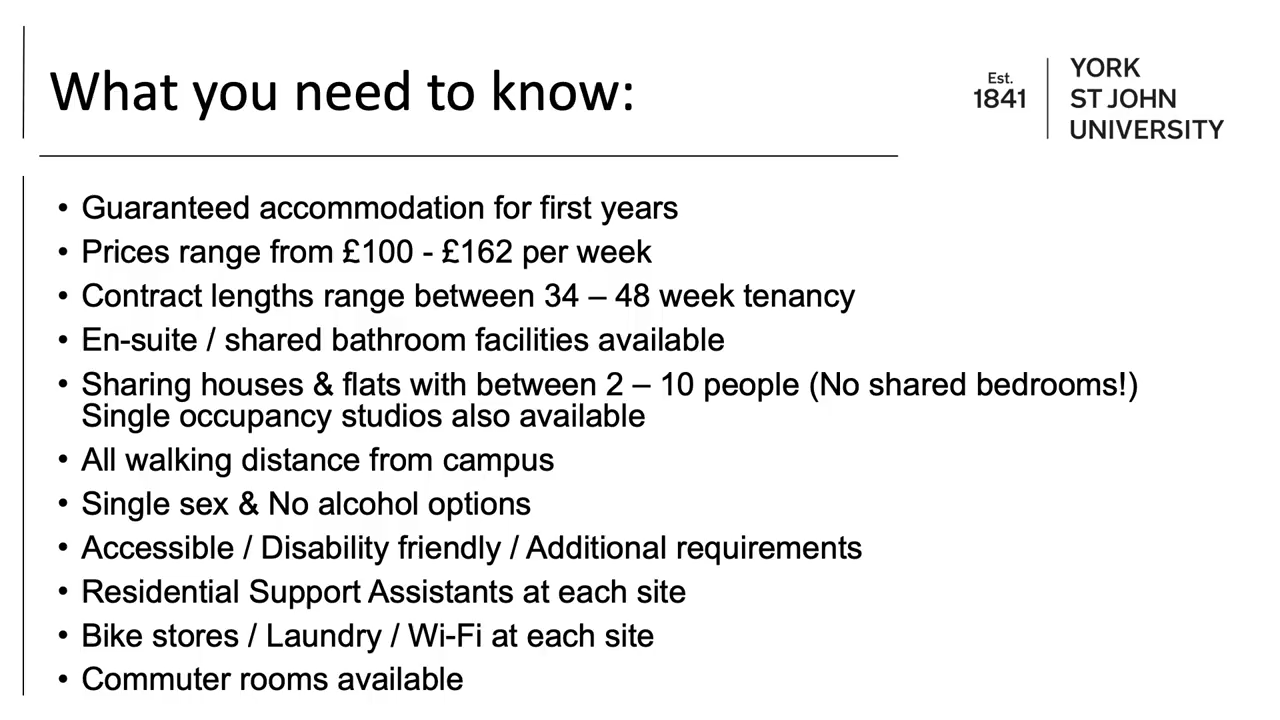 What you need to know:
Est.
1841
YORK
ST JOHN
UNIVERSITY
• Guaranteed accommodation for first years
• Prices range from £100 - £162 per week
• Contract lengths range between 34 – 48 week tenancy
• En-suite / shared bathroom facilities available
• Sharing houses & flats with between 2 – 10 people (No shared bedrooms!)
Single occupancy studios also available
• All walking distance from campus
• Single sex & No alcohol options
• Accessible / Disability friendly / Additional requirements
• Residential Support Assistants at each site
• Bike stores / Laundry / Wi-Fi at each site
• Commuter rooms available